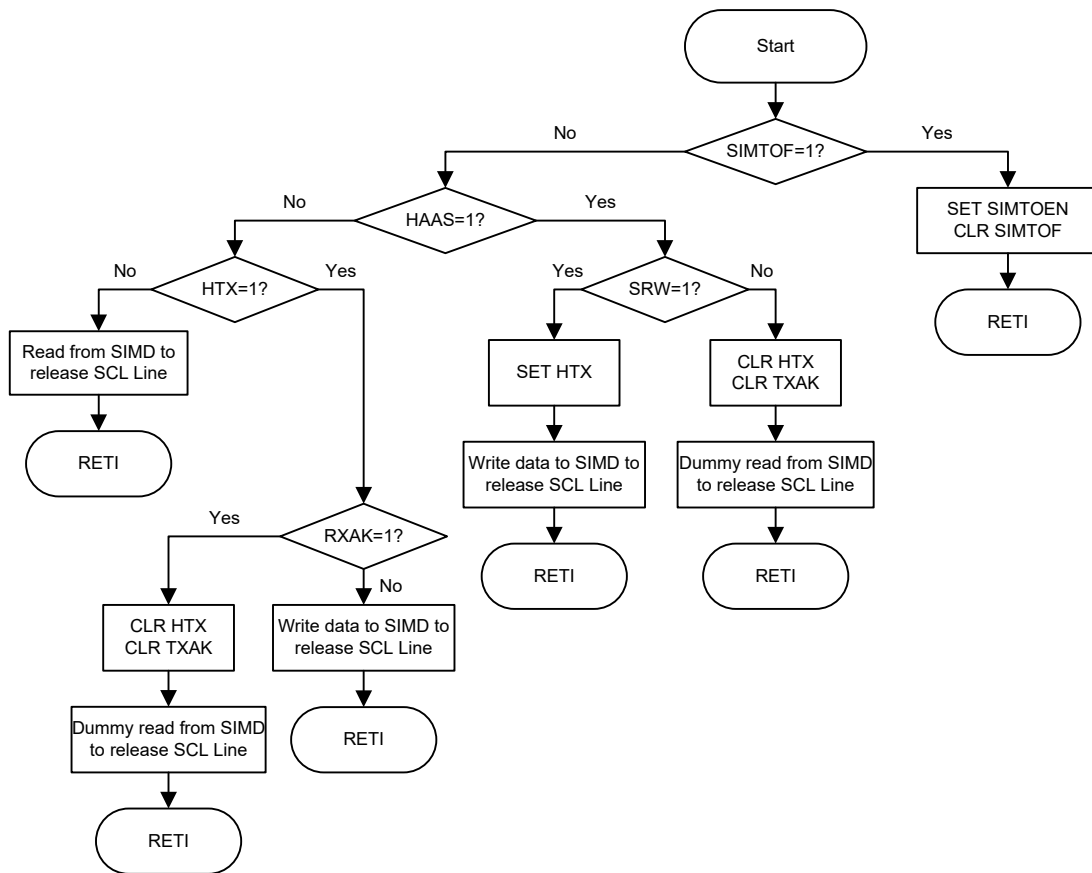 Start
No
SIMTOF=1?
Yes
No
HAAS=1?
Yes
SET SIMTOEN
CLR SIMTOF
No
HTX=1?
Yes
Yes
SRW=1?
No
RETI
Read from SIMD to
release SCL Line
SET HTX
CLR HTX
CLR TXAK
RETI
Write data to SIMD to
release SCL Line
Dummy read from SIMD
to release SCL Line
Yes
RXAK=1?
RETI
RETI
No
CLR HTX
CLR TXAK
Write data to SIMD to
release SCL Line
Dummy read from SIMD
to release SCL Line
RETI
RETI